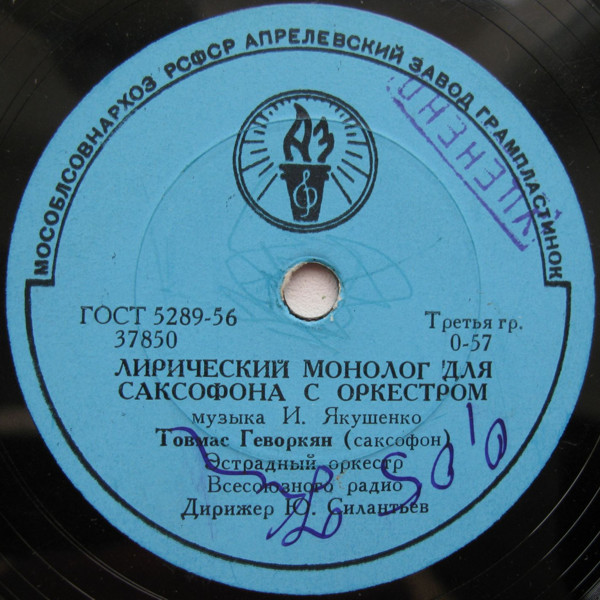 МОСОБЛСОВНАРХОЗ РСФСР АПРЕЛЕВСКИЙ ЗАВОД ГРАМПЛАСТИНОК
АЗ
ГОСТ 5289-56
37850
Третья гр.
0-57
ЛИРИЧЕСКИЙ МОНОЛОГ ДЛЯ
САКСОФОНА С ОРКЕСТРОМ
музыка И. Якушенко
Товмас Геворкян (саксофон)
Эстрадный оркестр
Всесоюзного радио
Дирижер Ю. Силантьев